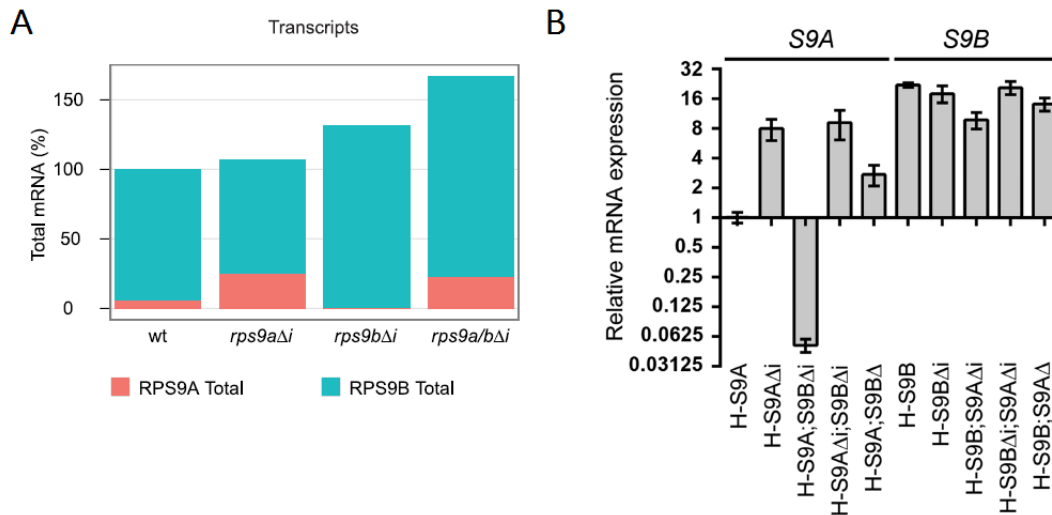 A
Transcripts
Total mRNA (%)
150
100
50
0
wt
rps9aΔi
rps9bΔi
rps9a/bΔi
RPS9A Total
RPS9B Total
B
S9A
S9B
Relative mRNA expression
32
16
8
4
2
1
0.5
0.25
0.125
0.0625
0.03125
H-S9A
H-S9AΔi
H-S9A;S9BΔi
H-S9AΔi;S9BΔi
H-S9A;S9BΔ
H-S9B
H-S9BΔi
H-S9B;S9AΔi
H-S9BΔi;S9AΔi
H-S9B;S9AΔ